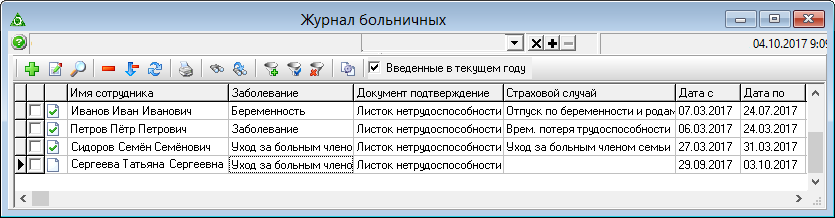 Журнал больничных
04.10.2017 9:09
Введенные в текущем году
Имя сотрудника Заболевание Документ подтверждение Страховой случай Дата с Дата по
Иванов Иван Иванович Беременность Листок нетрудоспособности Отпуск по беременности и родам 07.03.2017 24.07.2017
Петров Пётр Петрович Заболевание Листок нетрудоспособности Врем. потеря трудоспособности 06.03.2017 24.03.2017
Сидоров Семён Семёнович Уход за больным члено Листок нетрудоспособности Уход за больным членом семьи 27.03.2017 31.03.2017
Сергеева Татьяна Сергеевна Уход за больным члено Листок нетрудоспособности 29.09.2017 03.10.2017